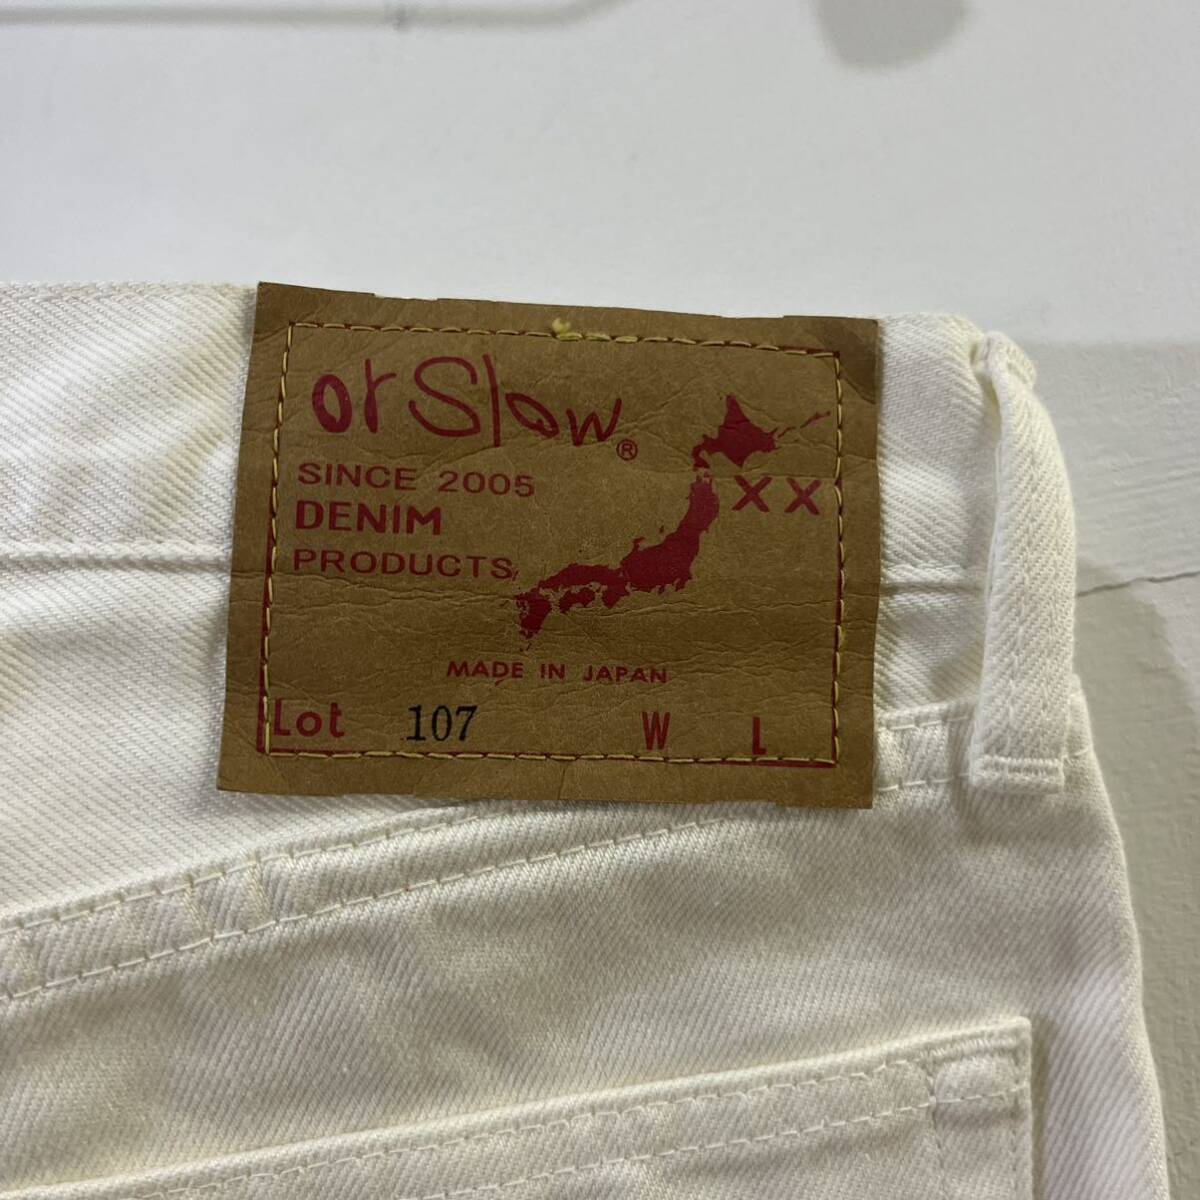 orSlow®
SINCE 2005
DENIM
PRODUCTS
XX
MADE IN JAPAN
Lot 107 W L